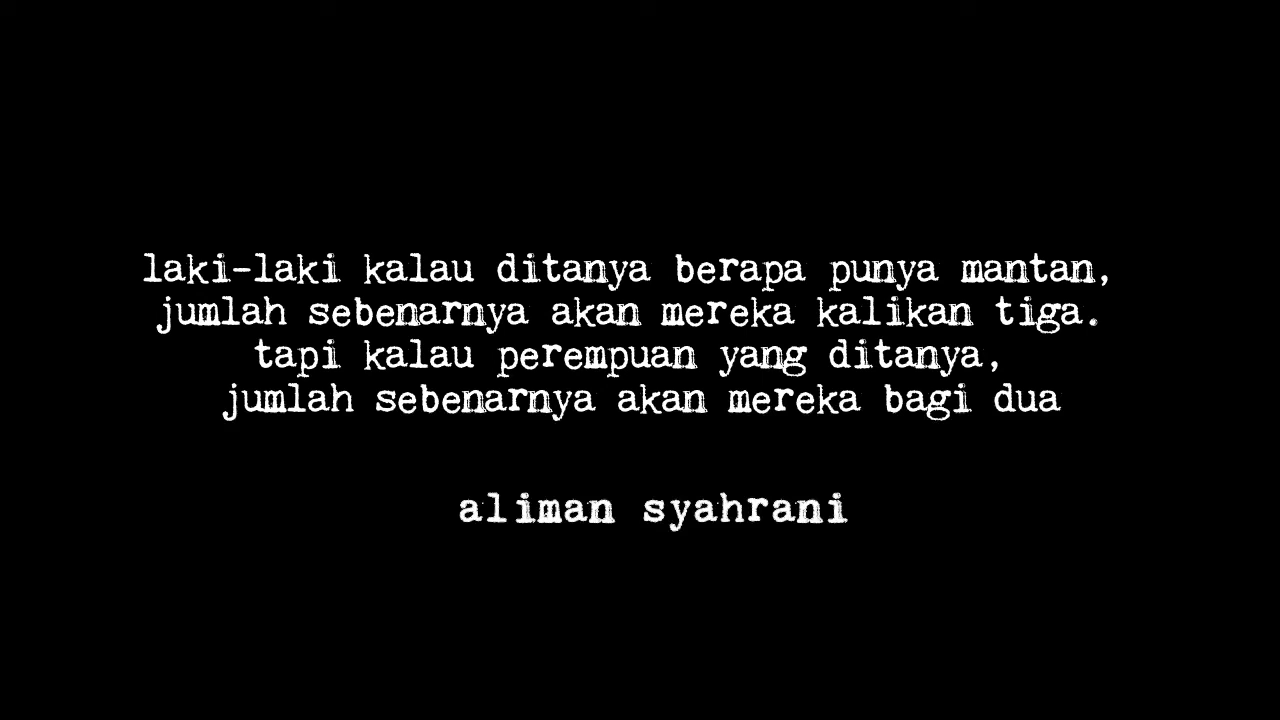 laki-laki kalau ditanya berapa punya mantan,
jumlah sebenarnya akan mereka kalikan tiga.
tapi kalau perempuan yang ditanya,
jumlah sebenarnya akan mereka bagi dua
aliman syahrani